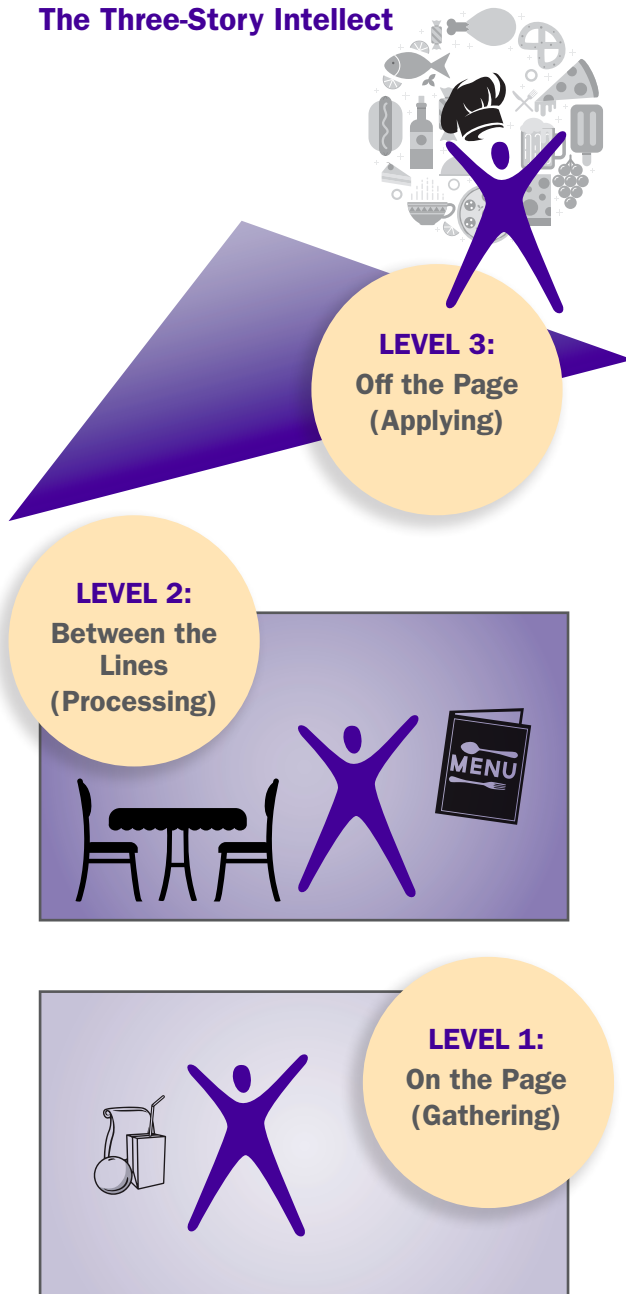 The Three-Story Intellect
LEVEL 3:
Off the Page
(Applying)
LEVEL 2:
Between the
Lines
(Processing)
MENU
LEVEL 1:
On the Page
(Gathering)